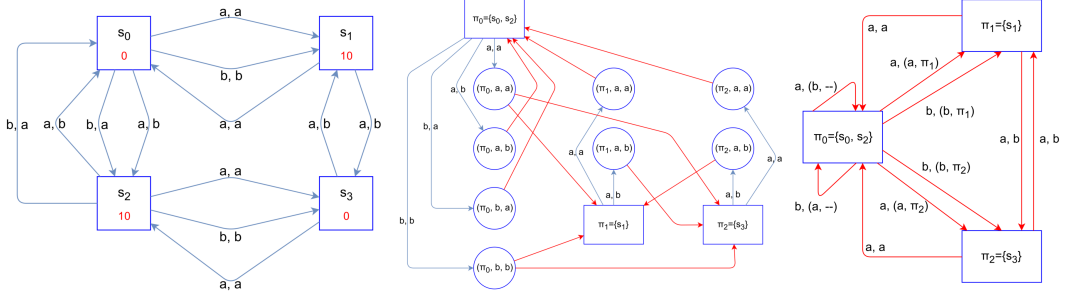 a, a
s0
0
s1
10
b, b
b, a
a, b
b, a
a, b
a, a
a, b
a, b
s2
10
a, a
s3
0
b, b
a, a
π0={s0, s2}
a, a
(π0, a, a)
(π1, a, a)
(π2, a, a)
a, b
b, a
(π0, a, b)
(π1, a, b)
(π2, a, b)
a, a
a, a
a, b
a, b
(π0, b, a)
b, b
π1={s1}
π2={s3}
(π0, b, b)
π1={s1}
a, a
a, (a, π1)
a, (b, --)
b, (b, π1)
π0={s0, s2}
a, b
a, b
b, (b, π2)
b, (a, --)
a, (a, π2)
a, a
π2={s3}